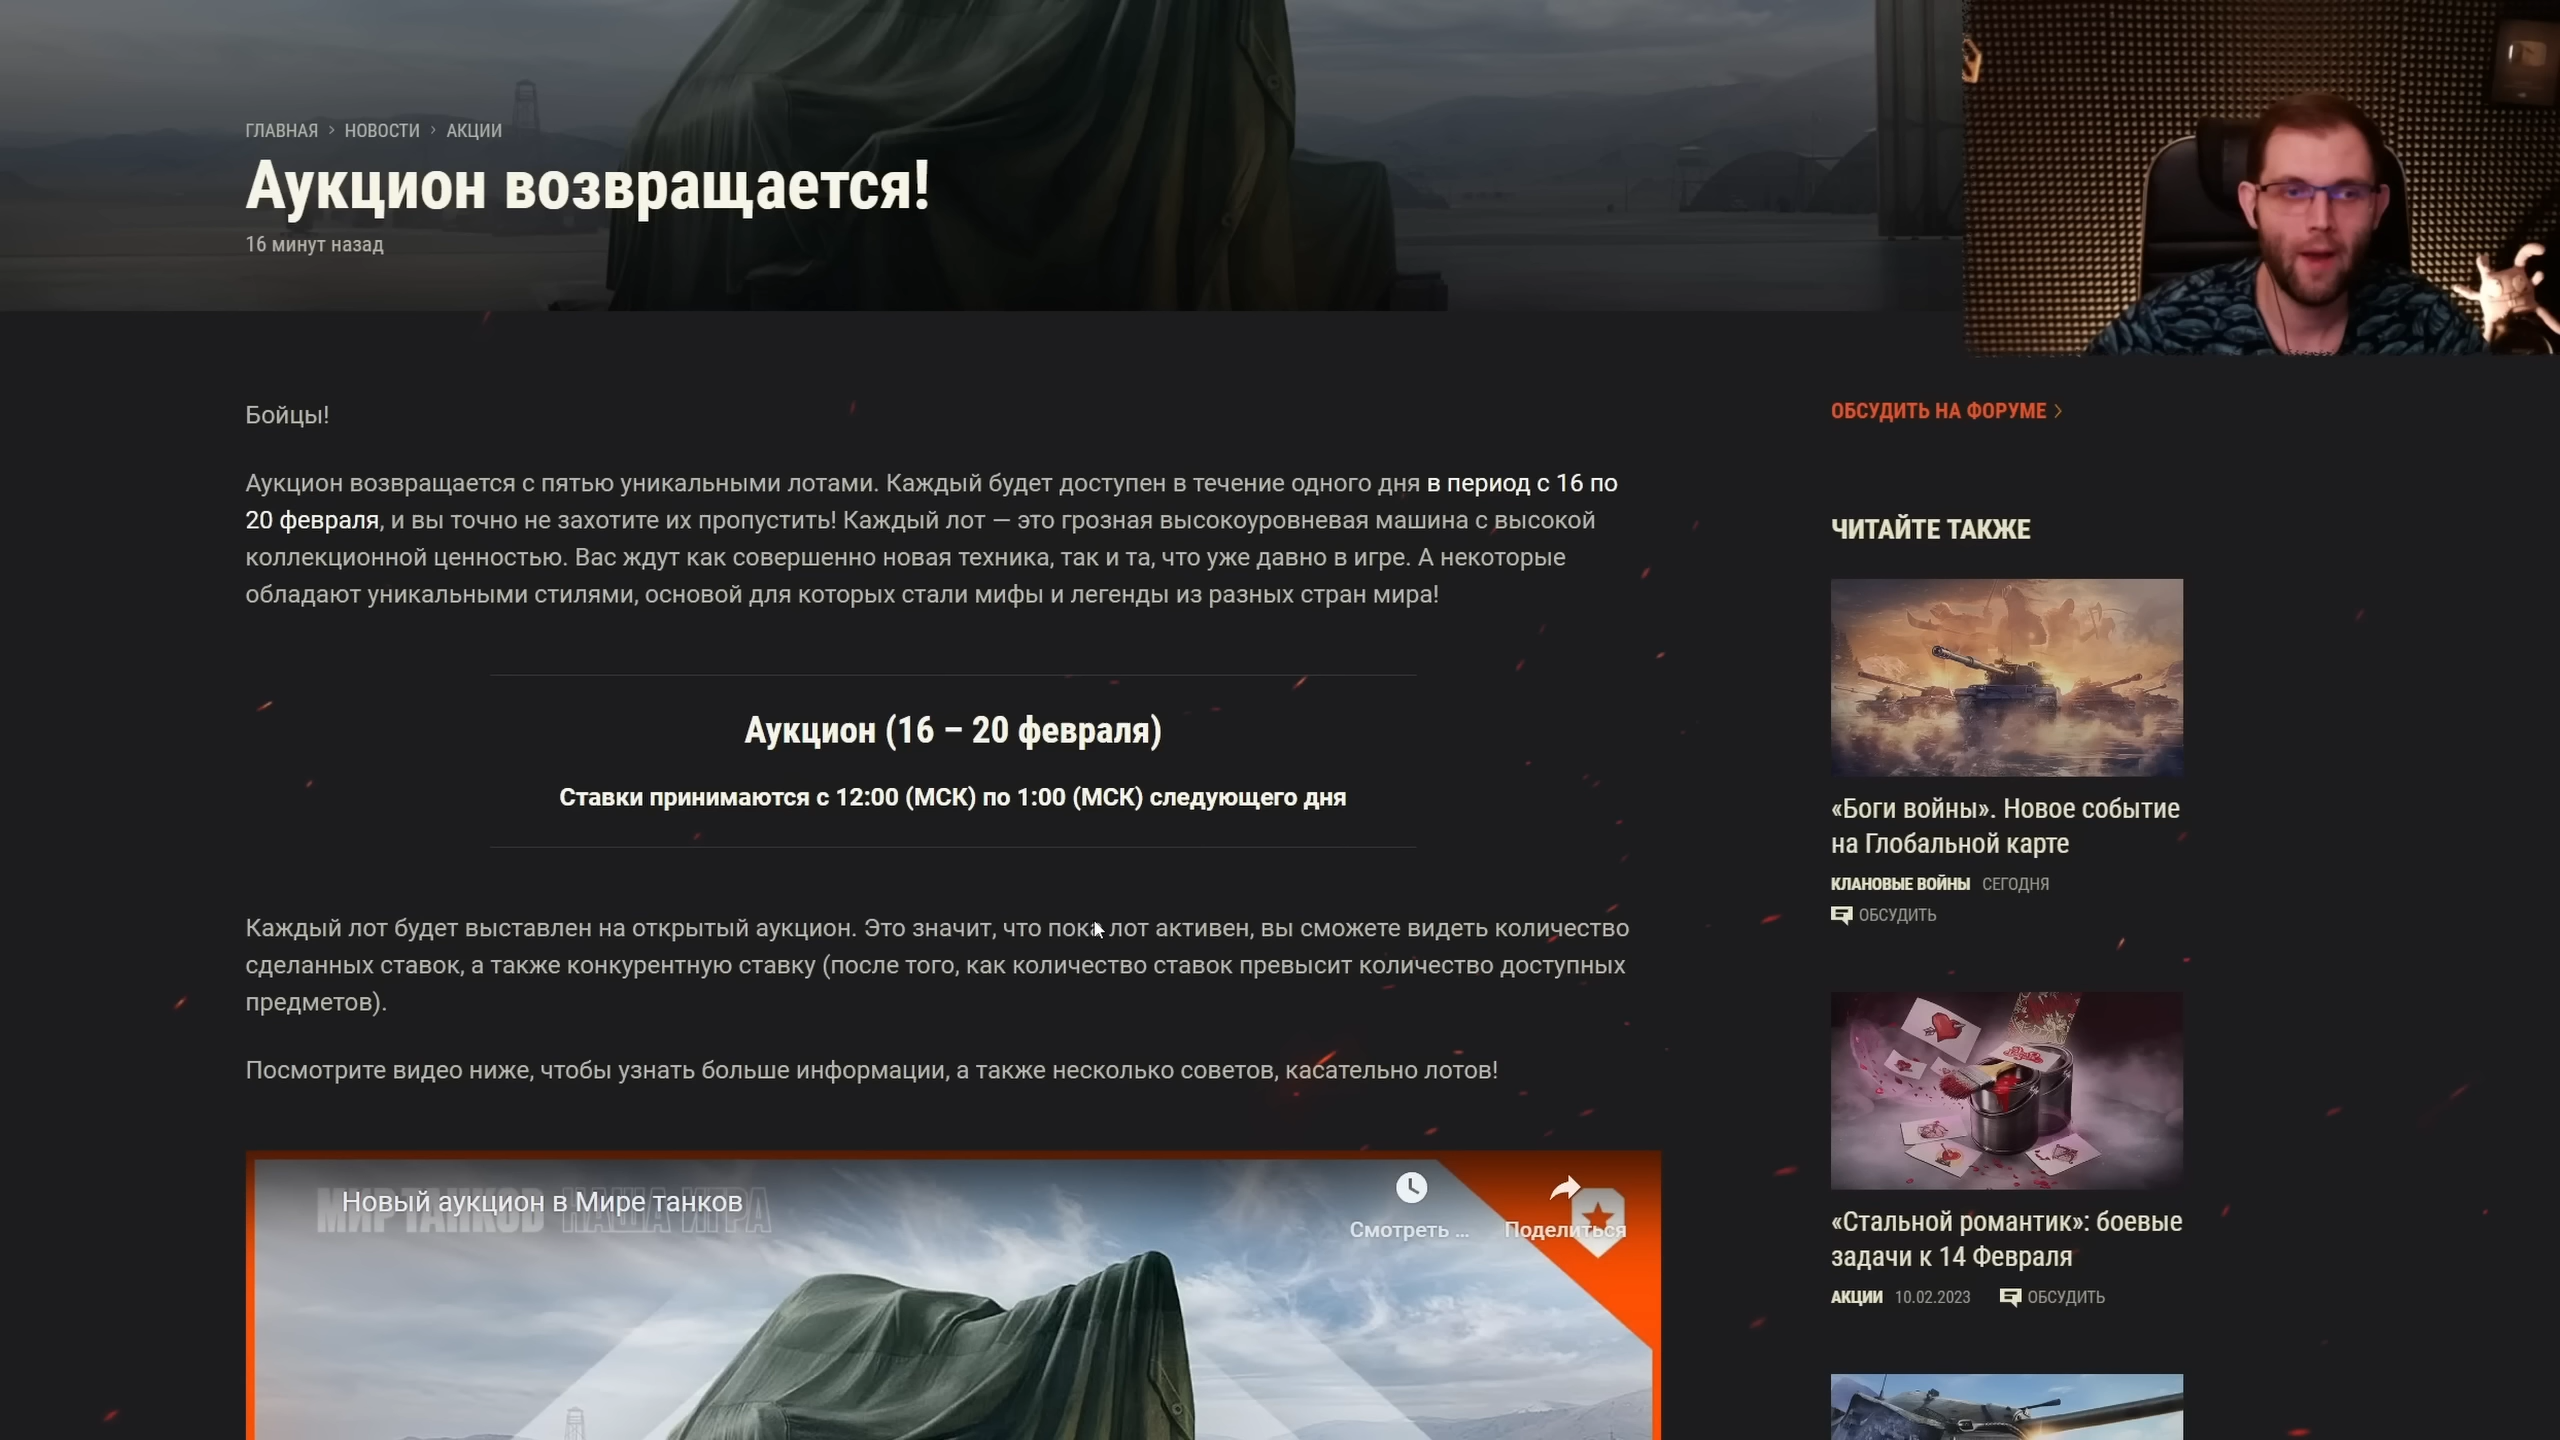 ГЛАВНАЯ > НОВОСТИ > АКЦИИ
Аукцион возвращается!
16 минут назад
Бойцы!
Аукцион возвращается с пятью уникальными лотами. Каждый будет доступен в течение одного дня в период с 16 по
20 февраля, и вы точно не захотите их пропустить! Каждый лот — это грозная высокоуровневая машина с высокой
коллекционной ценностью. Вас ждут как совершенно новая техника, так и та, что уже давно в игре. А некоторые
обладают уникальными стилями, основой для которых стали мифы и легенды из разных стран мира!
Аукцион (16 – 20 февраля)
Ставки принимаются с 12:00 (МСК) по 1:00 (МСК) следующего дня
Каждый лот будет выставлен на открытый аукцион. Это значит, что пока лот активен, вы сможете видеть количество
сделанных ставок, а также конкурентную ставку (после того, как количество ставок превысит количество доступных
предметов).
Посмотрите видео ниже, чтобы узнать больше информации, а также несколько советов, касательно лотов!
Новый аукцион в Мире танков
МИР ТАНКОВ НАША ИГРА
Смотреть ...
Поделиться
ОБСУДИТЬ НА ФОРУМЕ >
ЧИТАЙТЕ ТАКЖЕ
«Боги войны». Новое событие
на Глобальной карте
КЛАНОВЫЕ ВОЙНЫ СЕГОДНЯ
ОБСУДИТЬ
«Стальной романтик»: боевые
задачи к 14 Февраля
АКЦИИ 10.02.2023 ОБСУДИТЬ